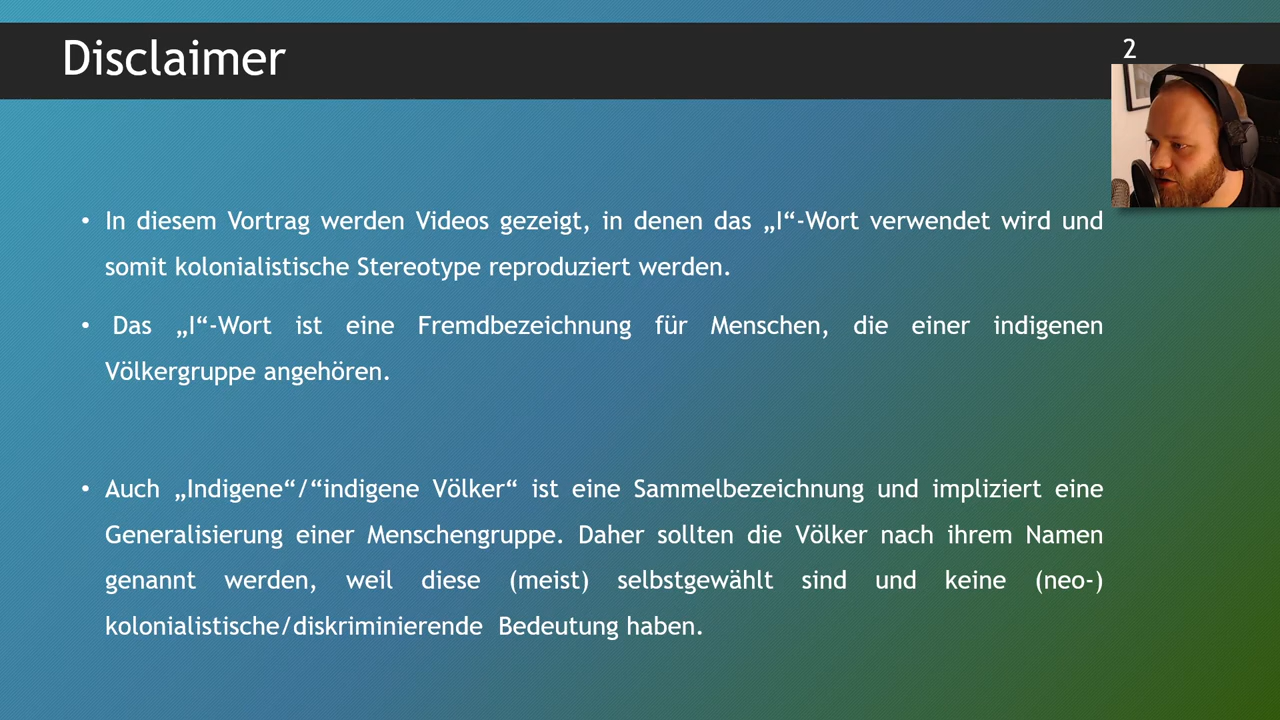 Disclaimer
2
• In diesem Vortrag werden Videos gezeigt, in denen das „I“-Wort verwendet wird und
somit kolonialistische Stereotype reproduziert werden.
• Das „I“-Wort ist eine Fremdbezeichnung für Menschen, die einer indigenen
Völkergruppe angehören.
• Auch „Indigene“/“indigene Völker“ ist eine Sammelbezeichnung und impliziert eine
Generalisierung einer Menschengruppe. Daher sollten die Völker nach ihrem Namen
genannt werden, weil diese (meist) selbstgewählt sind und keine (neo-)
kolonialistische/diskriminierende Bedeutung haben.